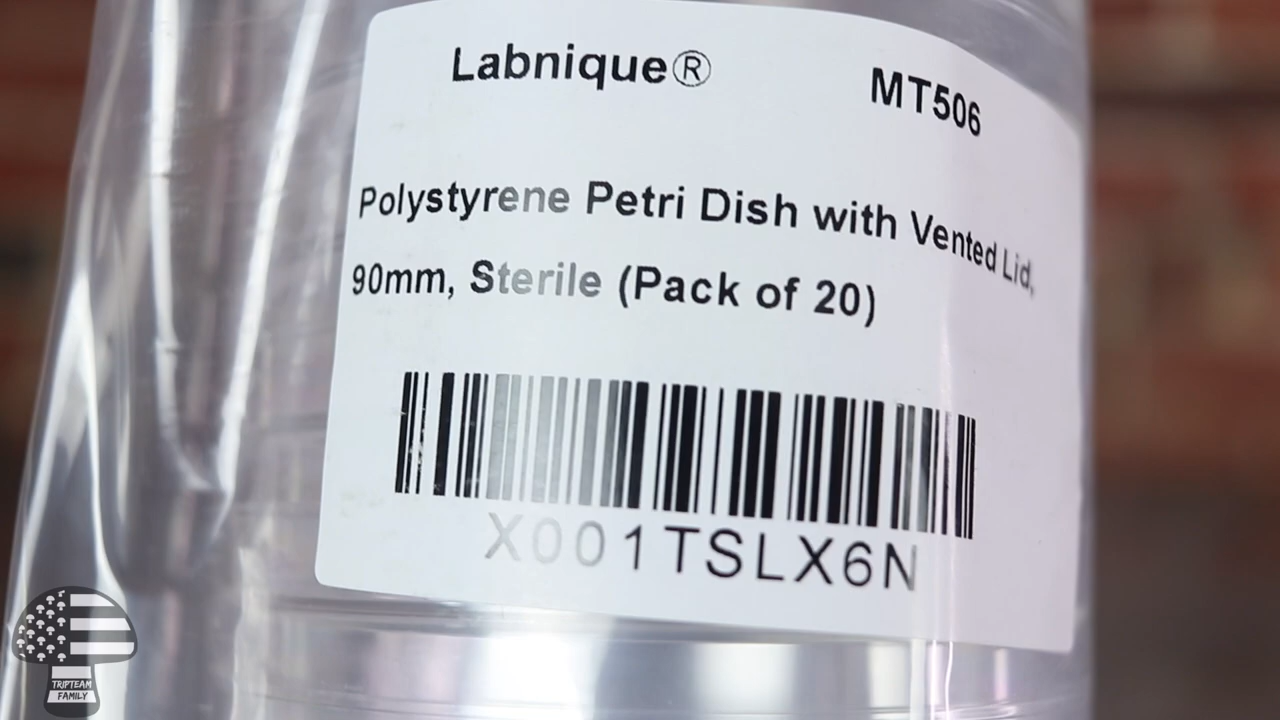 Labnique® MT506
Polystyrene Petri Dish with Vented Lid,
90mm, Sterile (Pack of 20)
X001TSLX6N
TRIPTEAM
FAMILY